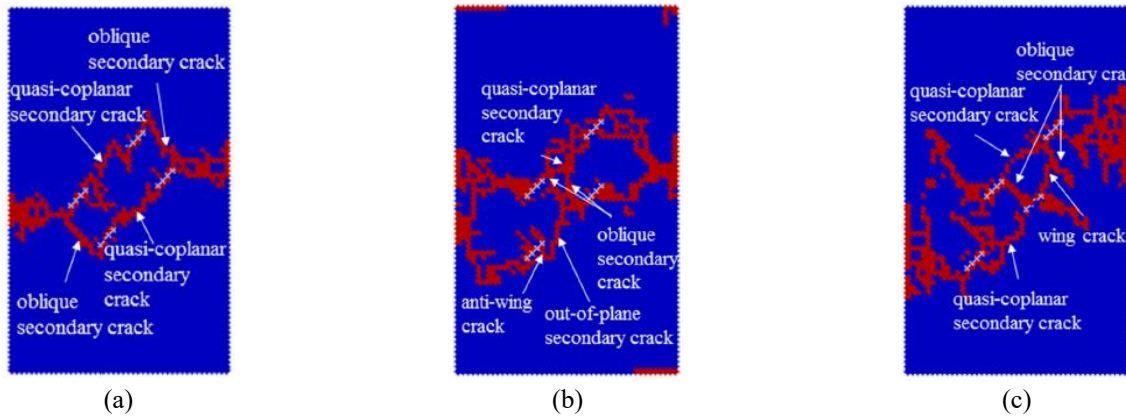 oblique
secondary crack
quasi-coplanar
secondary crack
quasi-coplanar
secondary
crack
oblique
secondary crack
(a)
quasi-coplanar
secondary
crack
oblique
secondary
crack
anti-wing
crack
out-of-plane
secondary crack
(b)
oblique
secondary cra
quasi-coplanar
secondary crack
wing crack
quasi-coplanar
secondary crack
(c)